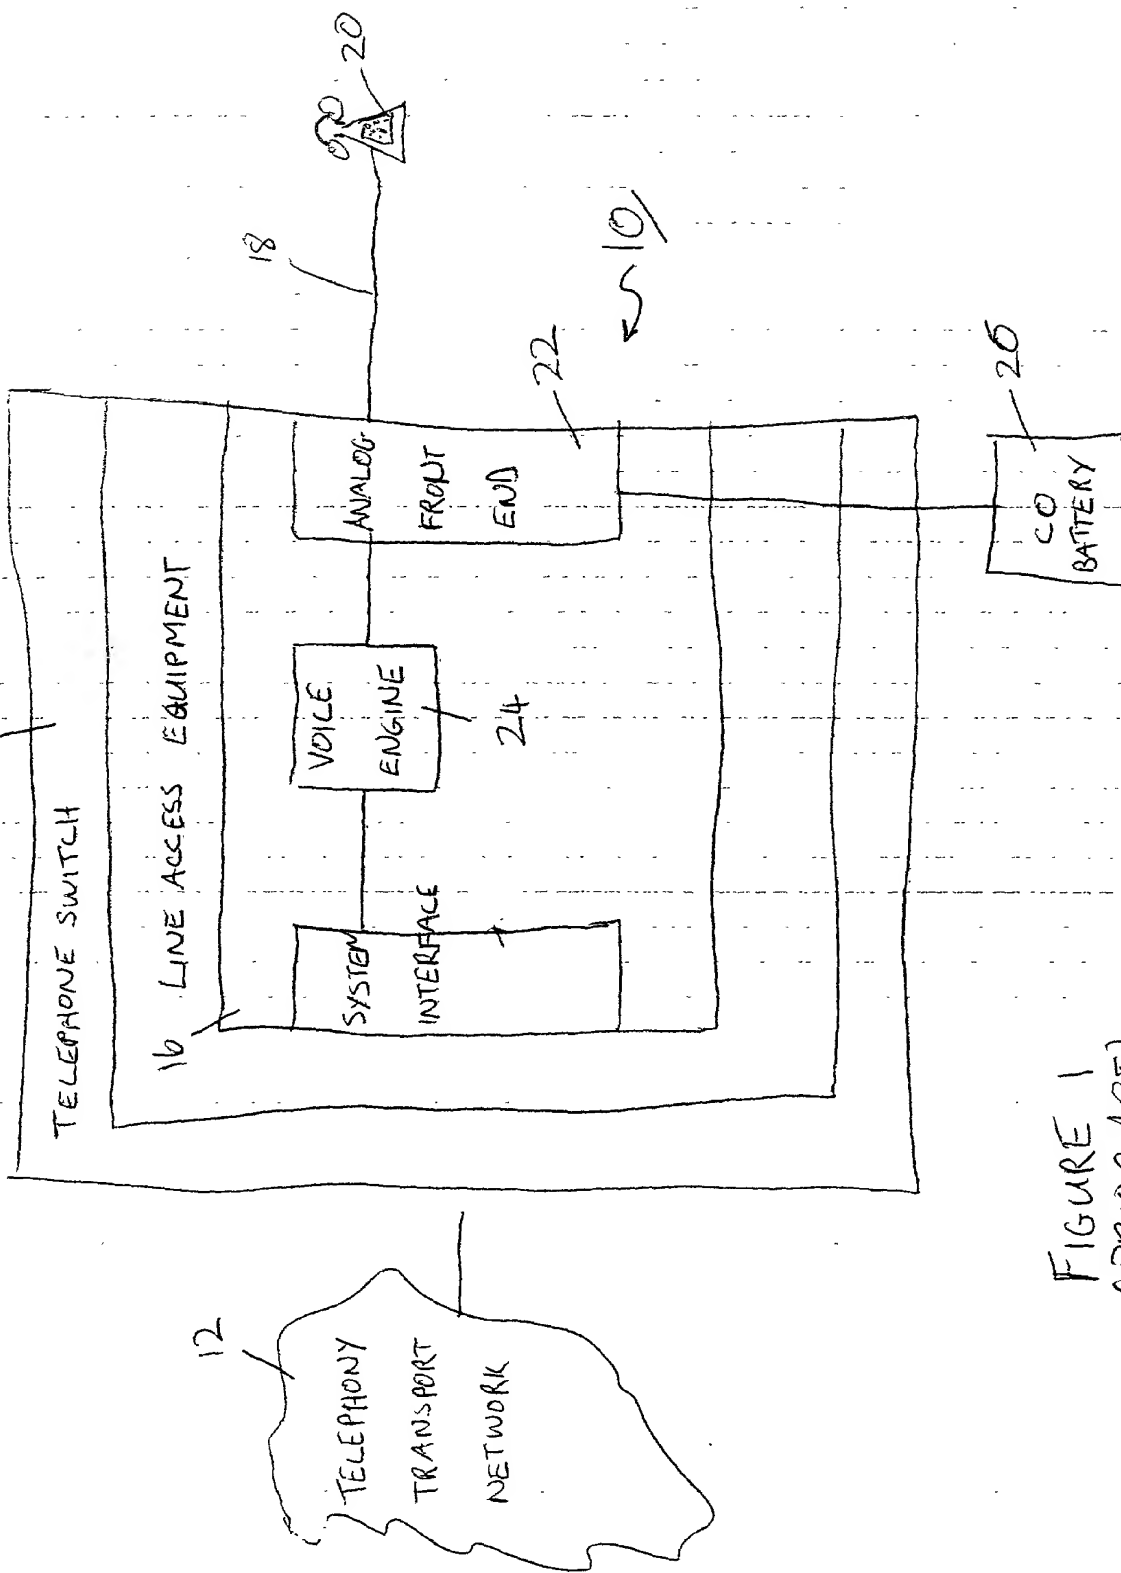 TELEPHONE SWITCH
16
LINE ACCESS EQUIPMENT
12
TELEPHONY
TRANSPORT
NETWORK
SYSTEM
INTERFACE
VOICE
ENGINE
24
ANALOG
FRONT
END
22
18
20
10
CO
BATTERY
26
FIGURE 1